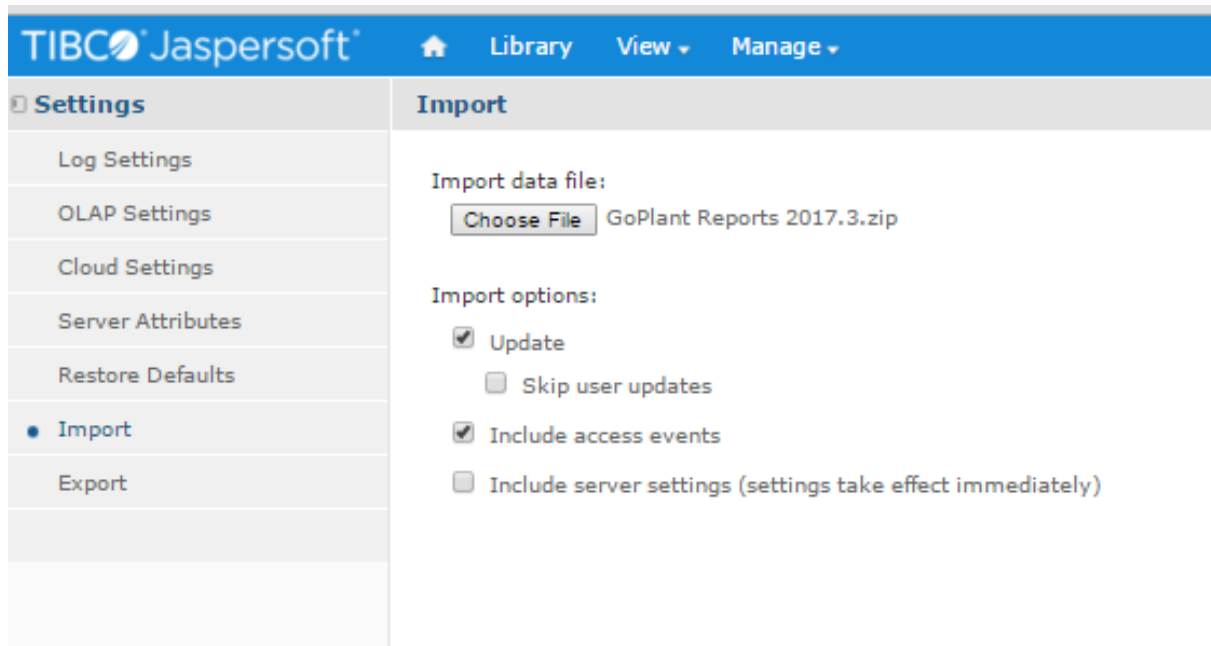 TIBCO Jaspersoft Library View Manage
Settings
Log Settings
OLAP Settings
Cloud Settings
Server Attributes
Restore Defaults
Import
Export
Import
Import data file:
Choose File GoPlant Reports 2017.3.zip
Import options:
Update
Skip user updates
Include access events
Include server settings (settings take effect immediately)